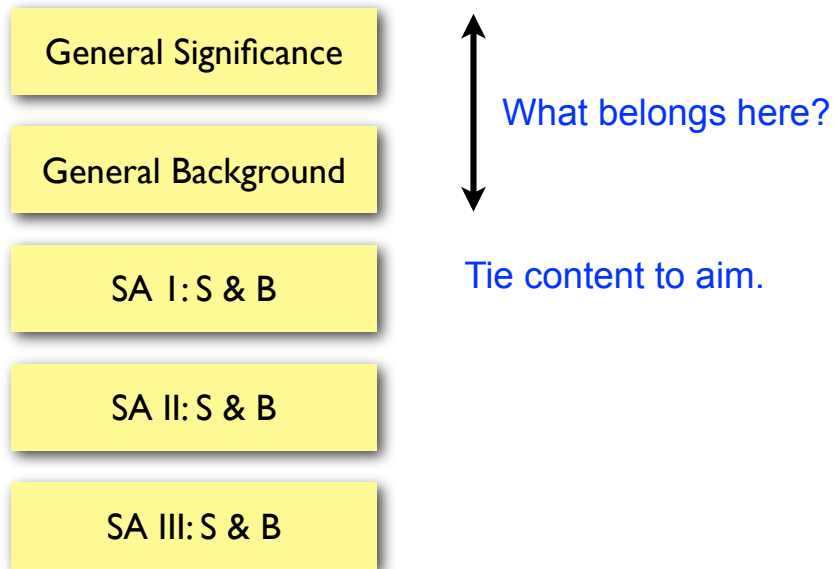 General Significance
What belongs here?
General Background
Tie content to aim.
SA I: S & B
SA II: S & B
SA III: S & B